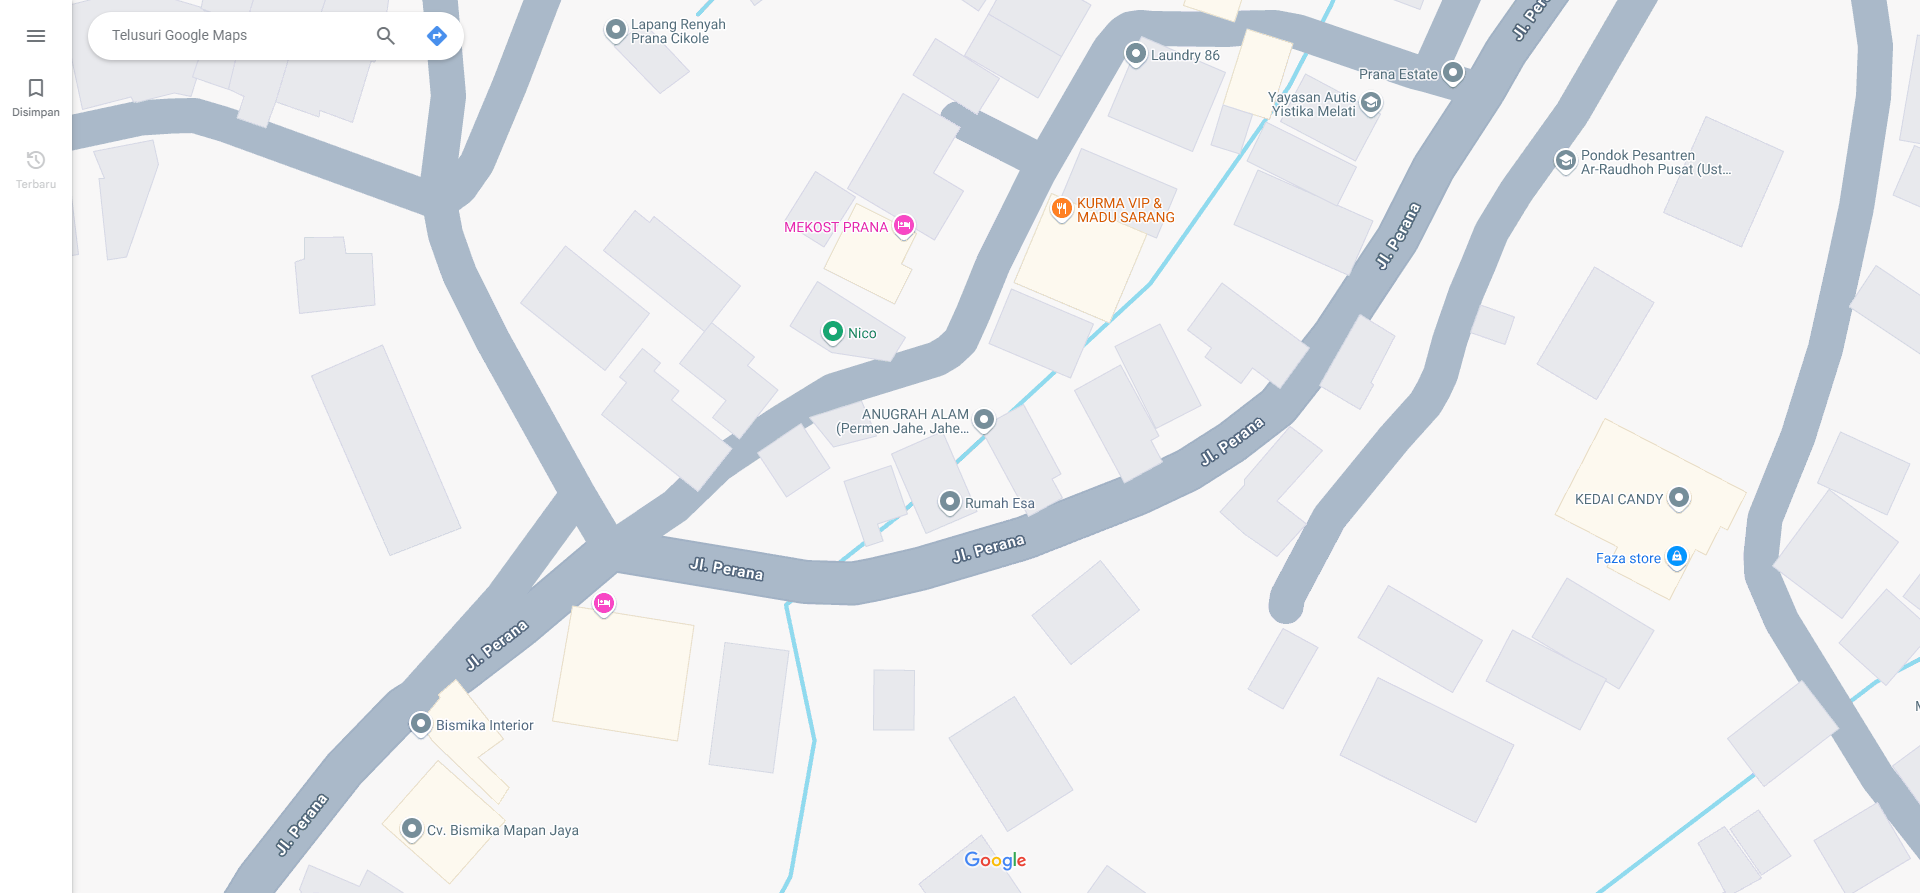 Telusuri Google Maps
Disimpan
Terbaru
Lapang Renyah
Prana Cikole
Laundry 86
Prana Estate
Yayasan Autis
Yistika Melati
Jl. Perana
Pondok Pesantren
Ar-Raudhoh Pusat (Ust...
KURMA VIP &
MADU SARANG
MEKOST PRANA
Jl. Perana
Nico
ANUGRAH ALAM
(Permen Jahe, Jahe...
Jl. Perana
Rumah Esa
KEDAI CANDY
Jl. Perana
Faza store
Jl. Perana
Jl. Perana
Bismika Interior
Jl. Perana
Cv. Bismika Mapan Jaya
Google